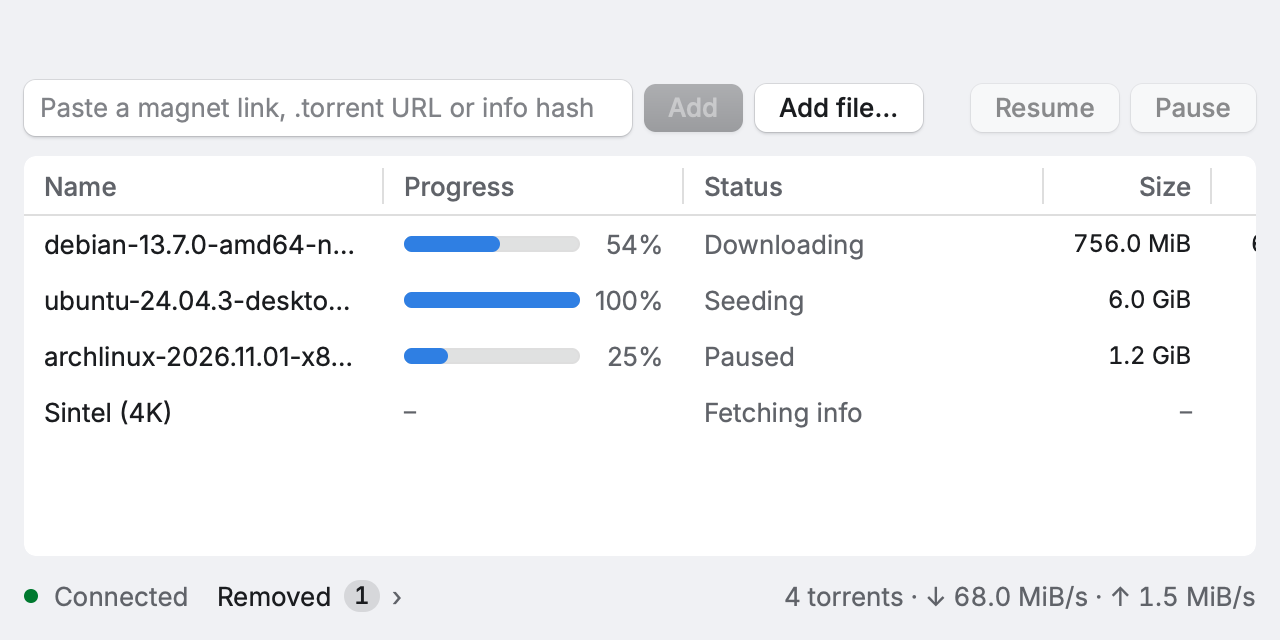 Paste a magnet link, .torrent URL or info hash Add Add file... Resume Pause
Name Progress Status Size
debian-13.7.0-amd64-n... 54% Downloading 756.0 MiB
ubuntu-24.04.3-deskto... 100% Seeding 6.0 GiB
archlinux-2026.11.01-x8... 25% Paused 1.2 GiB
Sintel (4K) – Fetching info –
Connected Removed 1 › 4 torrents · ↓ 68.0 MiB/s · ↑ 1.5 MiB/s